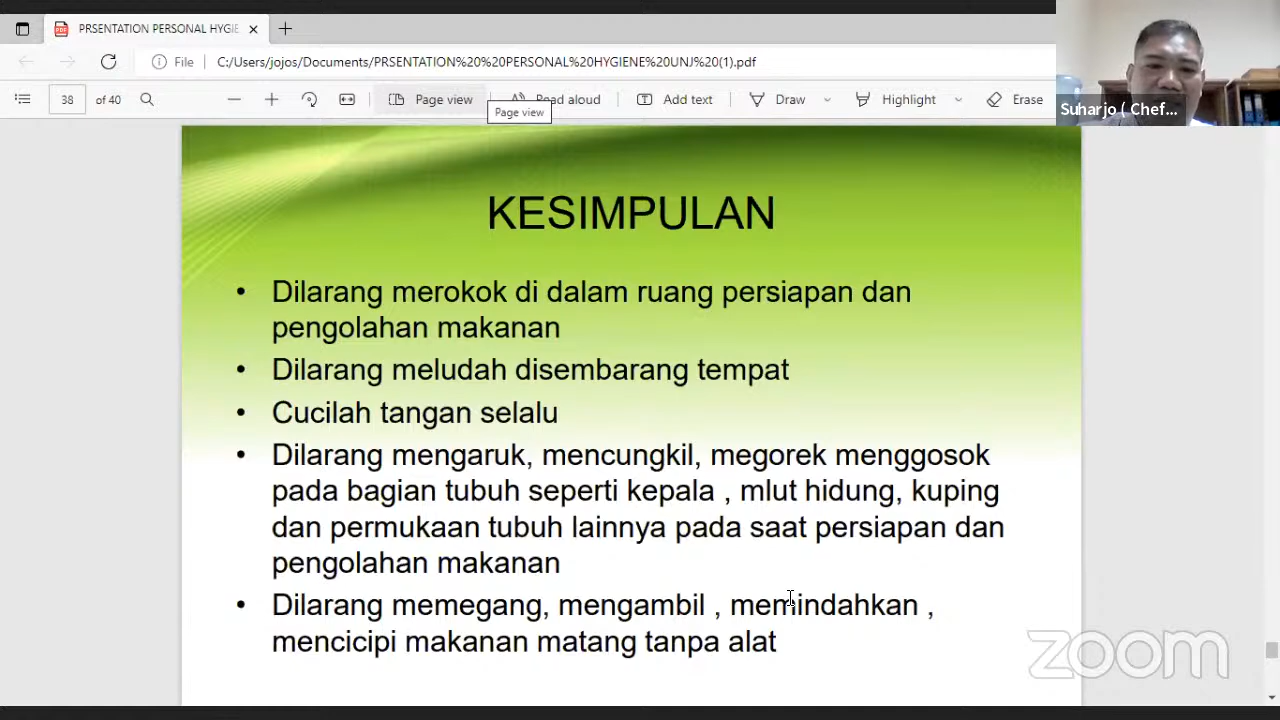 PRSENTATION PERSONAL HYGIE
File
C:/Users/jojos/Documents/PRSENTATION%20%20PERSONAL%20HYGIENE%20UNJ%20(1).pdf
38 of 40
Page view
Read aloud
Add text
Draw
Highlight
Erase
Suharjo ( Chef...
Page view
KESIMPULAN
• Dilarang merokok di dalam ruang persiapan dan
pengolahan makanan
• Dilarang meludah disembarang tempat
• Cucilah tangan selalu
• Dilarang mengaruk, mencungkil, megorek menggosok
pada bagian tubuh seperti kepala , mlut hidung, kuping
dan permukaan tubuh lainnya pada saat persiapan dan
pengolahan makanan
• Dilarang memegang, mengambil , memindahkan ,
mencicipi makanan matang tanpa alat
zoom